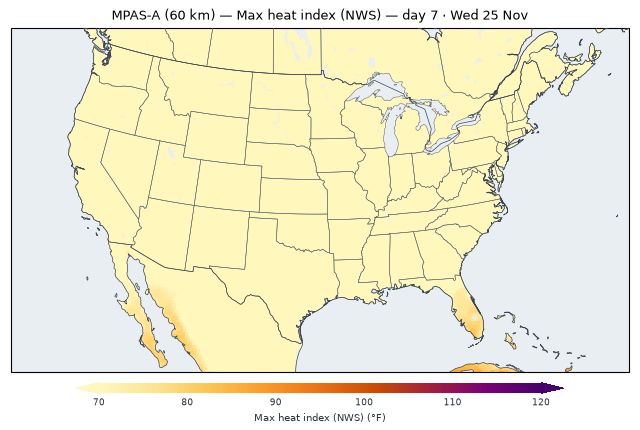 MPAS-A (60 km) — Max heat index (NWS) — day 7 · Wed 25 Nov
70 80 90 100 110 120
Max heat index (NWS) (°F)